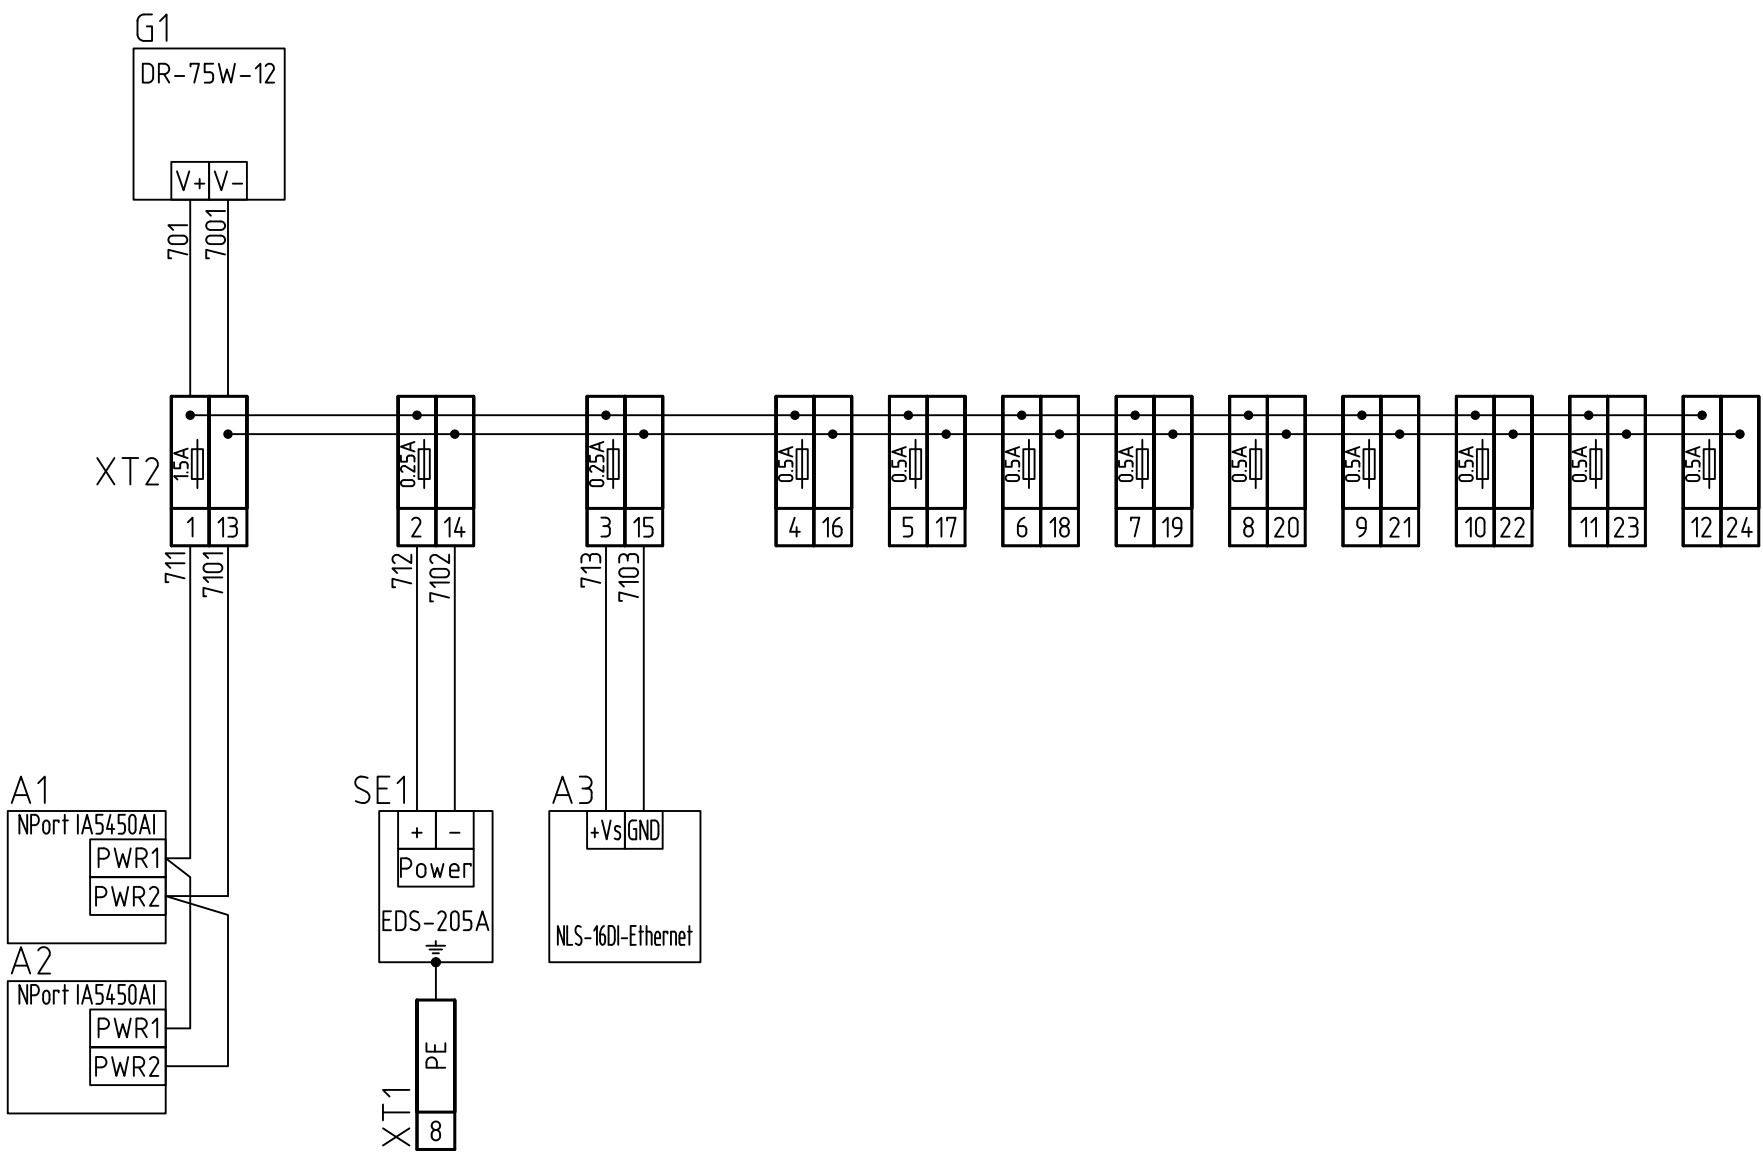 G1
DR-75W-12
V+ V-
701 7001
XT2
1.5A 0.25A 0.25A 0.5A 0.5A 0.5A 0.5A 0.5A 0.5A 0.5A 0.5A 0.5A
1 13 2 14 3 15 4 16 5 17 6 18 7 19 8 20 9 21 10 22 11 23 12 24
711 7101 712 7102 713 7103
A1
NPort IA5450AI
PWR1
PWR2
A2
NPort IA5450AI
PWR1
PWR2
SE1
+ -
Power
EDS-205A
PE
XT1
8
A3
+Vs GND
NLS-16DI-Ethernet